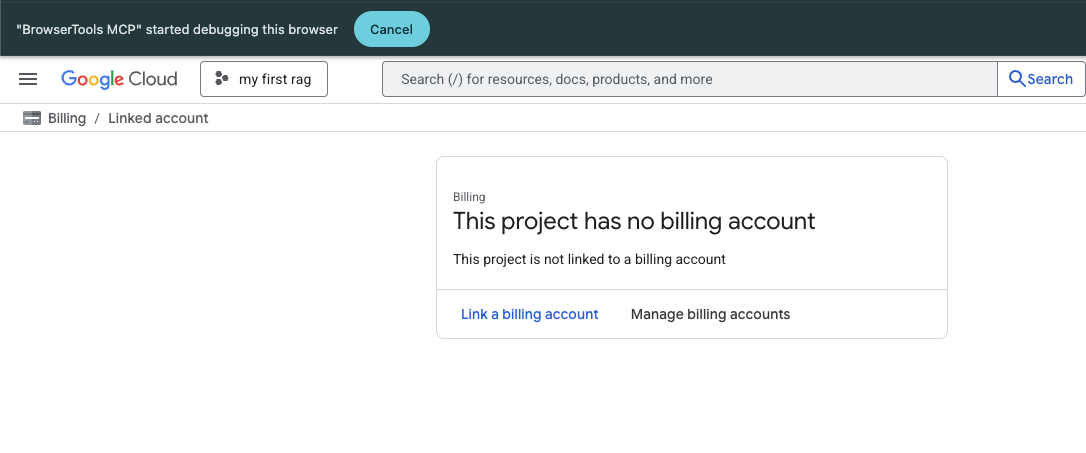 "BrowserTools MCP" started debugging this browser Cancel
Google Cloud my first rag Search (/) for resources, docs, products, and more Search
Billing / Linked account
Billing
This project has no billing account
This project is not linked to a billing account
Link a billing account Manage billing accounts